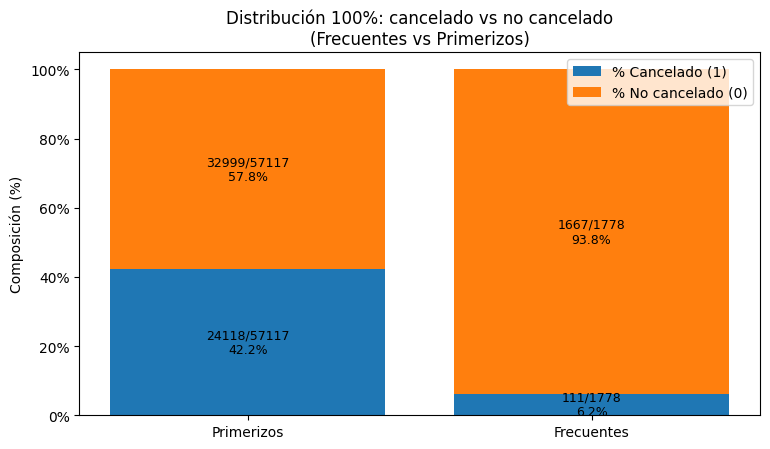 Distribución 100%: cancelado vs no cancelado
(Frecuentes vs Primerizos)
% Cancelado (1)
% No cancelado (0)
Composición (%)
100%
80%
60%
40%
20%
0%
32999/57117
57.8%
24118/57117
42.2%
1667/1778
93.8%
111/1778
6.2%
Primerizos
Frecuentes